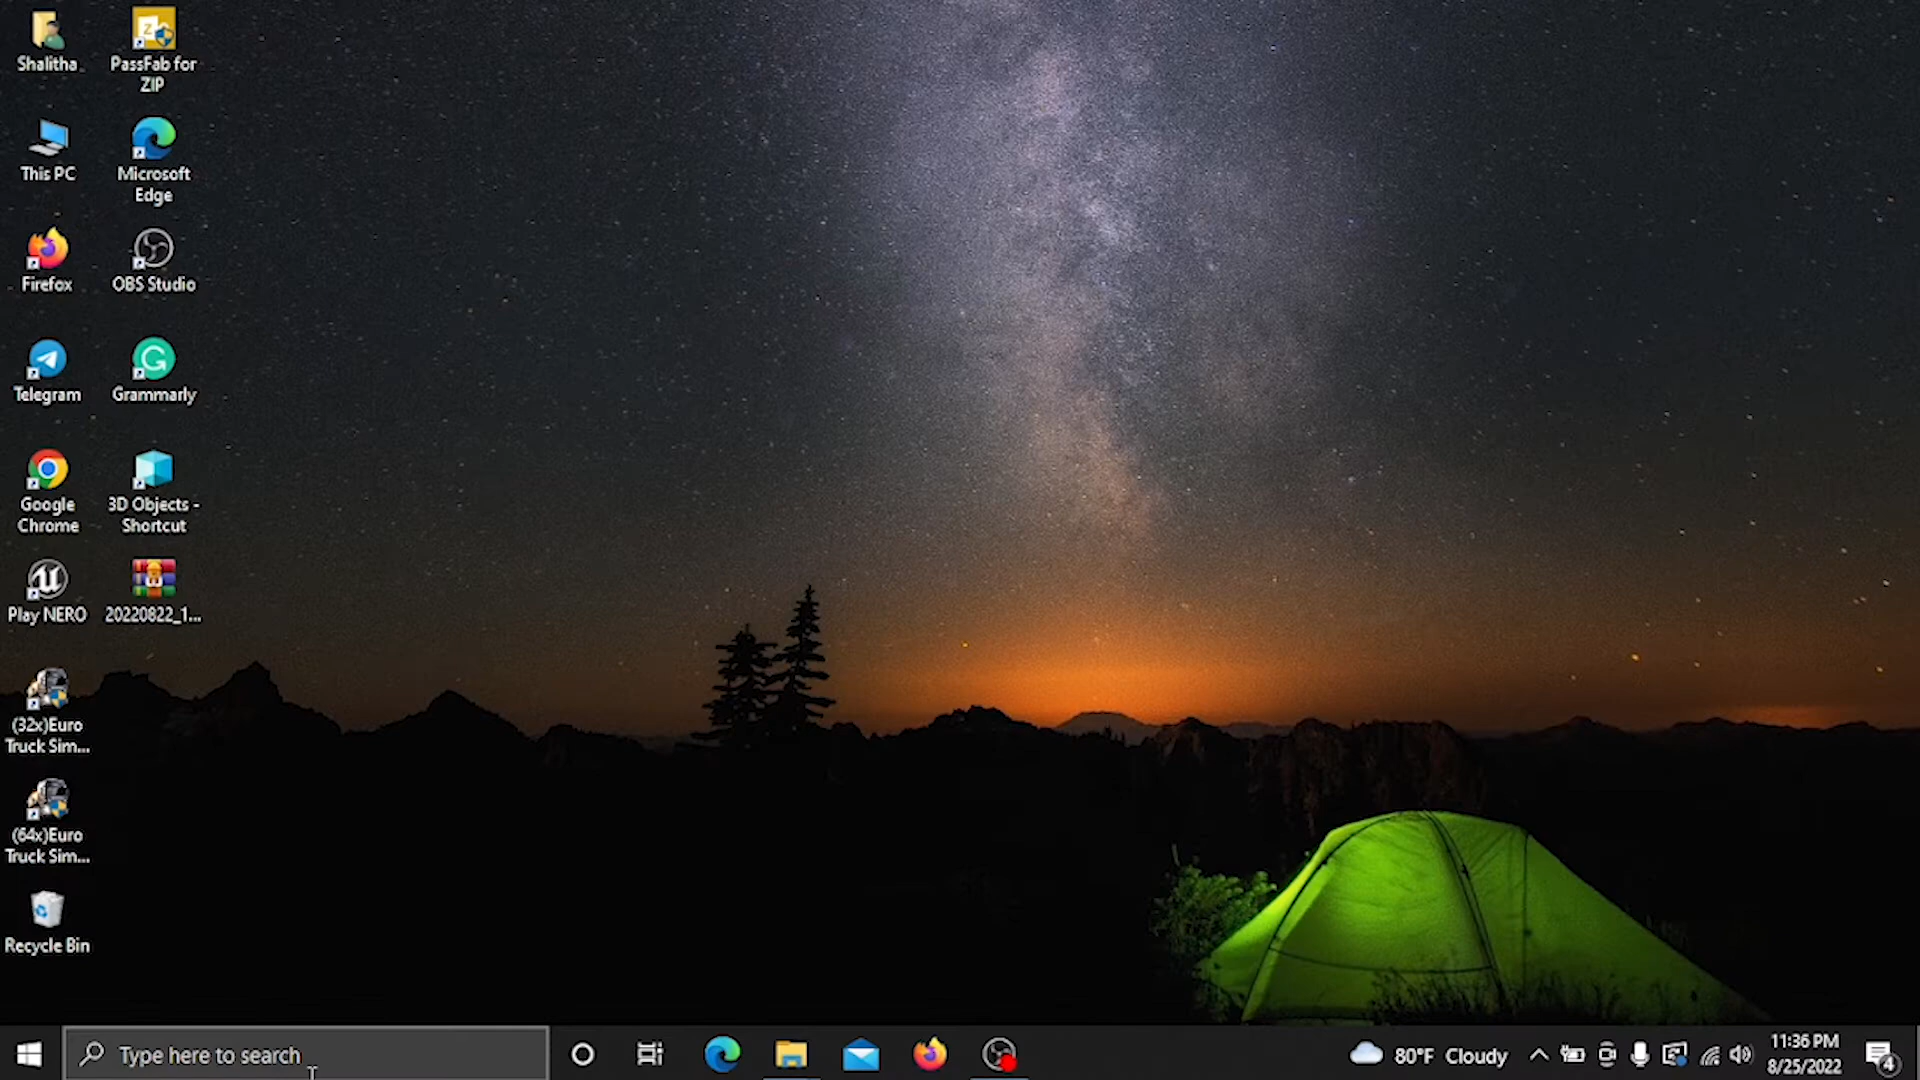 Shalitha
PassFab for
ZIP
This PC
Microsoft
Edge
Firefox
OBS Studio
Telegram
Grammarly
Google
Chrome
3D Objects -
Shortcut
Play NERO
20220822_1...
(32x)Euro
Truck Sim...
(64x)Euro
Truck Sim...
Recycle Bin
Type here to search
80°F Cloudy
11:36 PM
8/25/2022
4